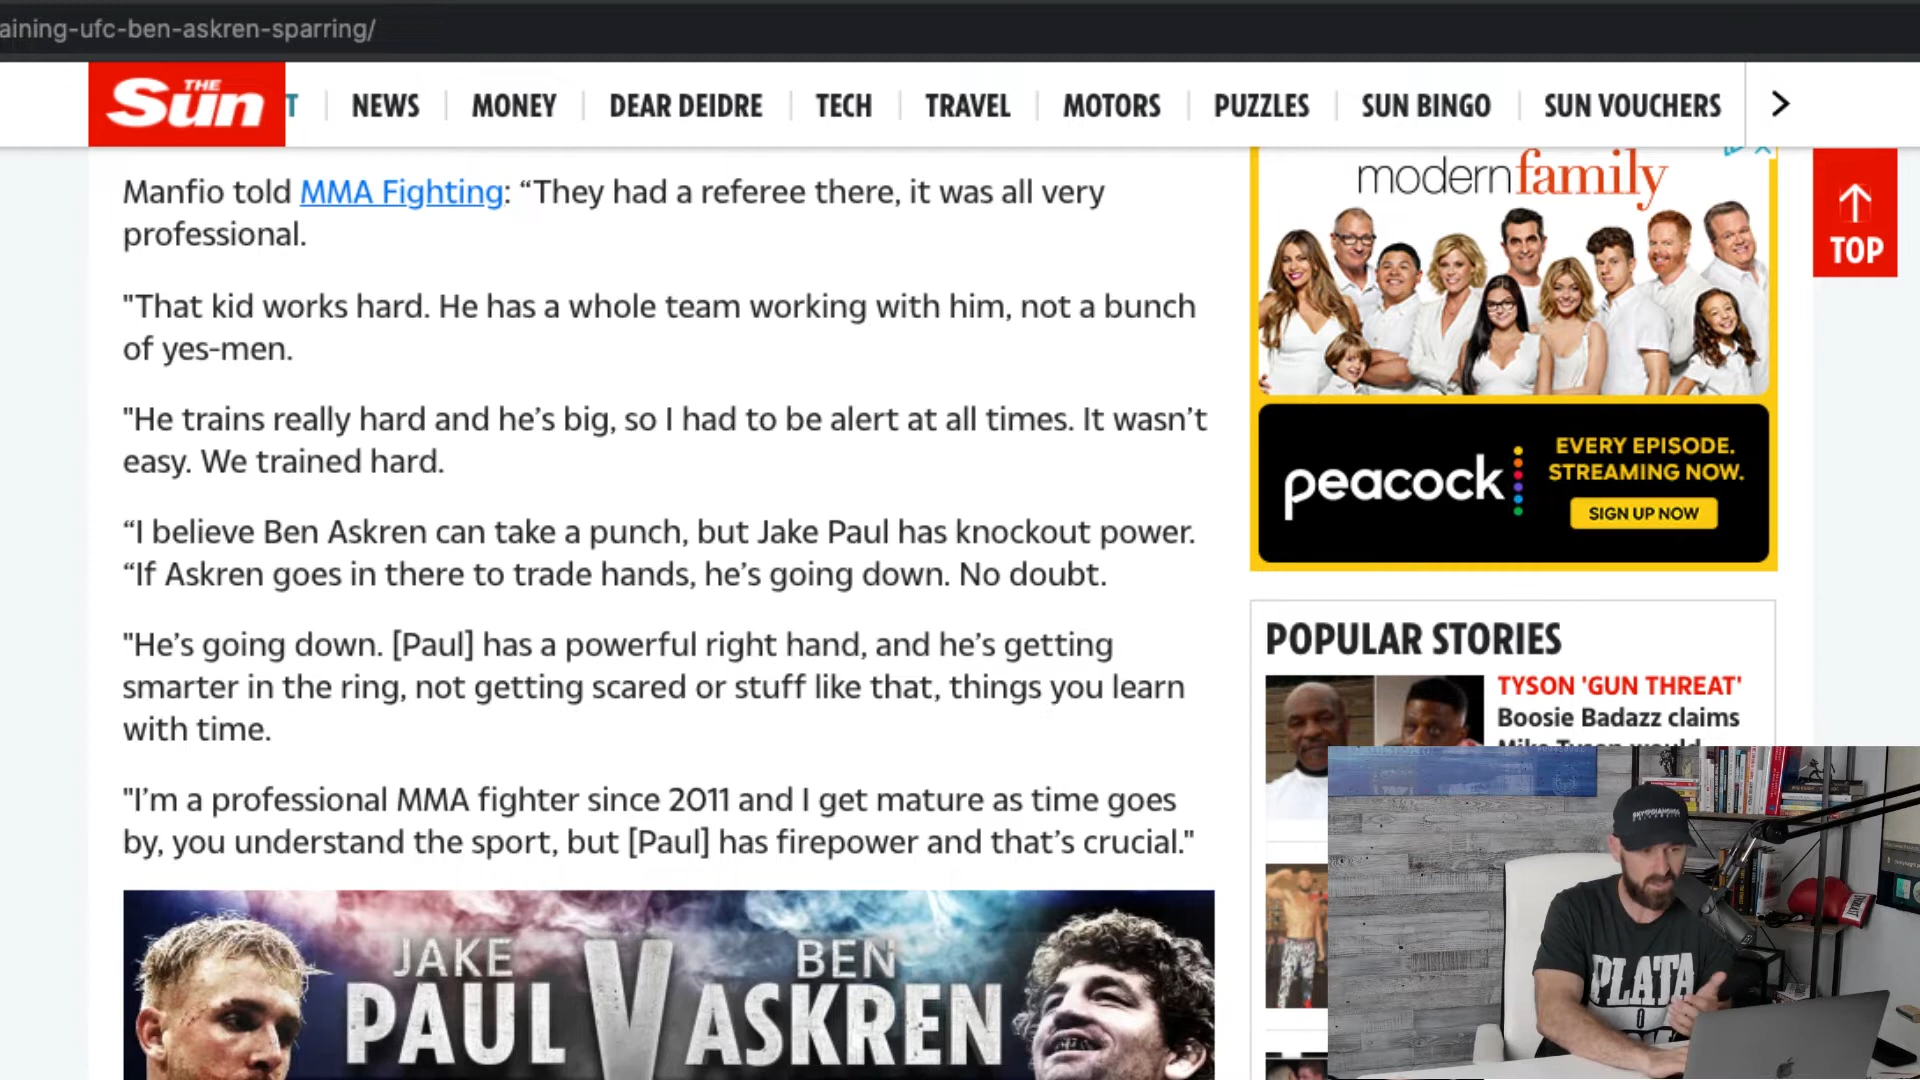 aining-ufc-ben-askren-sparring/
THE
Sun
T
NEWS
MONEY
DEAR DEIDRE
TECH
TRAVEL
MOTORS
PUZZLES
SUN BINGO
SUN VOUCHERS
Manfio told MMA Fighting: “They had a referee there, it was all very
professional.
"That kid works hard. He has a whole team working with him, not a bunch
of yes-men.
"He trains really hard and he’s big, so I had to be alert at all times. It wasn’t
easy. We trained hard.
“I believe Ben Askren can take a punch, but Jake Paul has knockout power.
“If Askren goes in there to trade hands, he’s going down. No doubt.
"He’s going down. [Paul] has a powerful right hand, and he’s getting
smarter in the ring, not getting scared or stuff like that, things you learn
with time.
"I’m a professional MMA fighter since 2011 and I get mature as time goes
by, you understand the sport, but [Paul] has firepower and that’s crucial."
JAKE
PAUL
V
BEN
ASKREN
modern family
peacock
EVERY EPISODE.
STREAMING NOW.
SIGN UP NOW
TOP
POPULAR STORIES
TYSON 'GUN THREAT'
Boosie Badazz claims
Mike Tyson would
PLATA
O